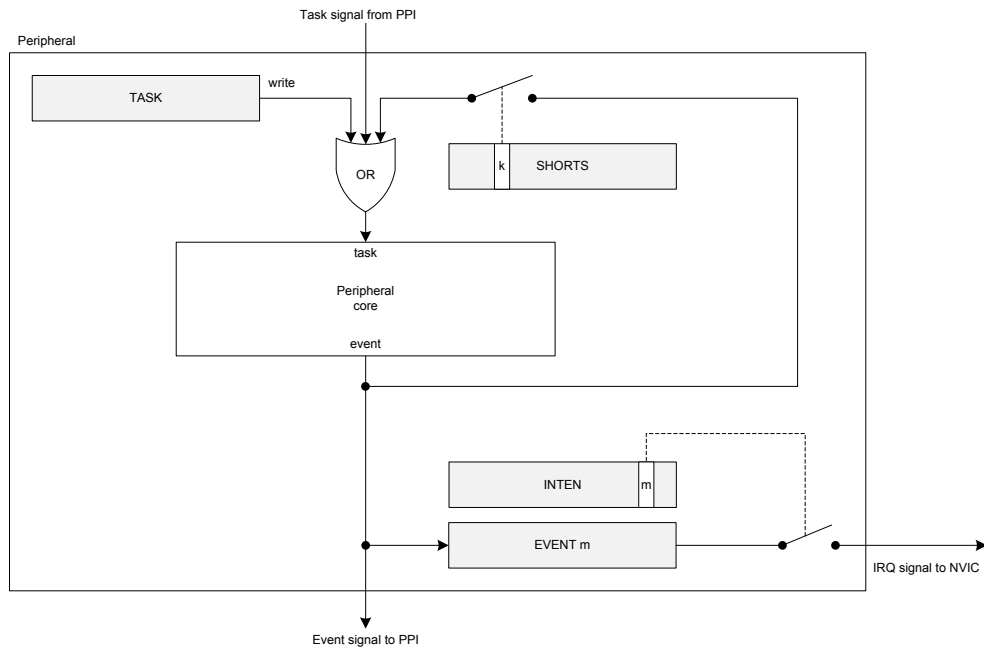 Task signal from PPI
Peripheral
write
TASK
OR
k
SHORTS
task
Peripheral
core
event
INTEN
m
EVENT m
IRQ signal to NVIC
Event signal to PPI